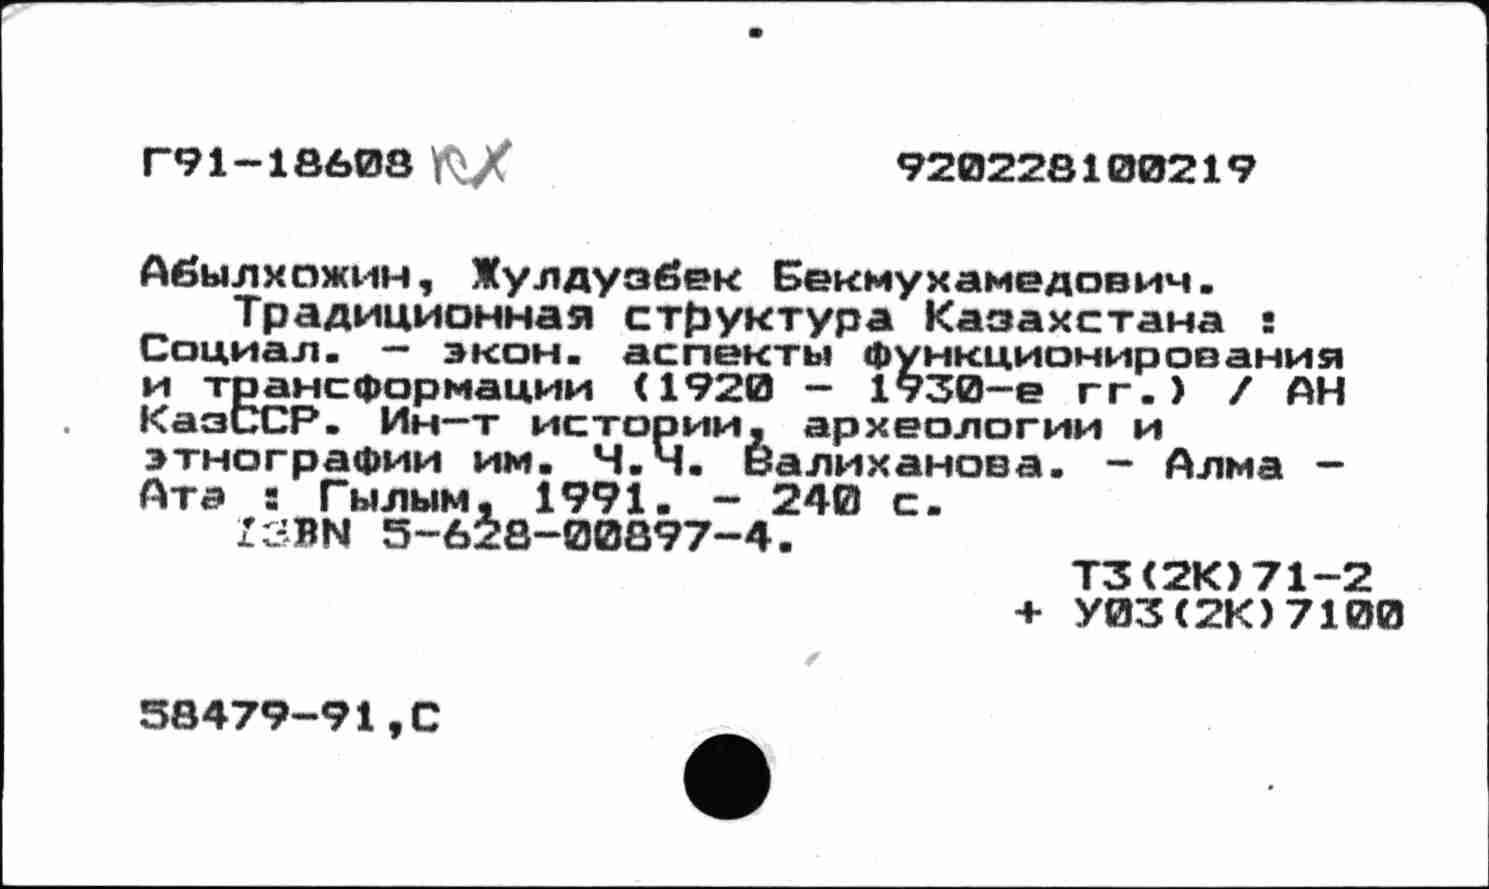 Г91-18608 КХ 920228100219
Абылхожин, Жулдузбек Бекмухамедович.
Традиционная структура Казахстана :
Социал. - экон. аспекты функционирования
и трансформации (1920 - 1930-е гг.) / АН
КазССР. Ин-т истории, археологии и
этнографии им. Ч.Ч. Валиханова. - Алма -
Ата : Гылым, 1991. - 240 с.
ISBN 5-628-00897-4.
Т3(2К)71-2
+ У03(2К)7100
58479-91,С